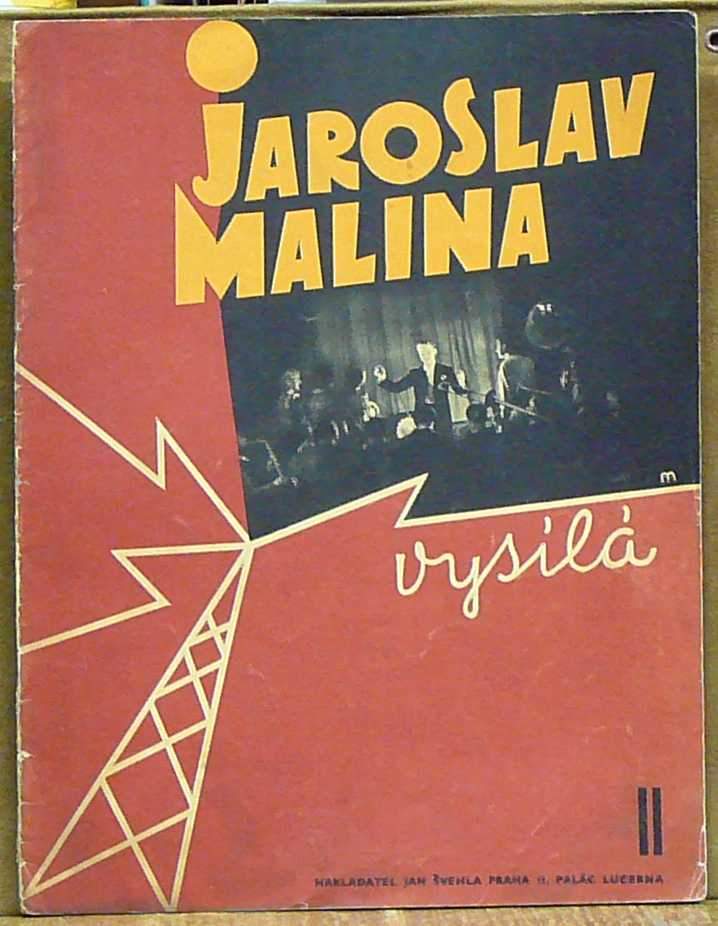 JAROSLAV
MALINA
m
vysílá
II
NAKLADATEL JAN ŠVEHLA PRAHA II, PALÁC LUCERNA